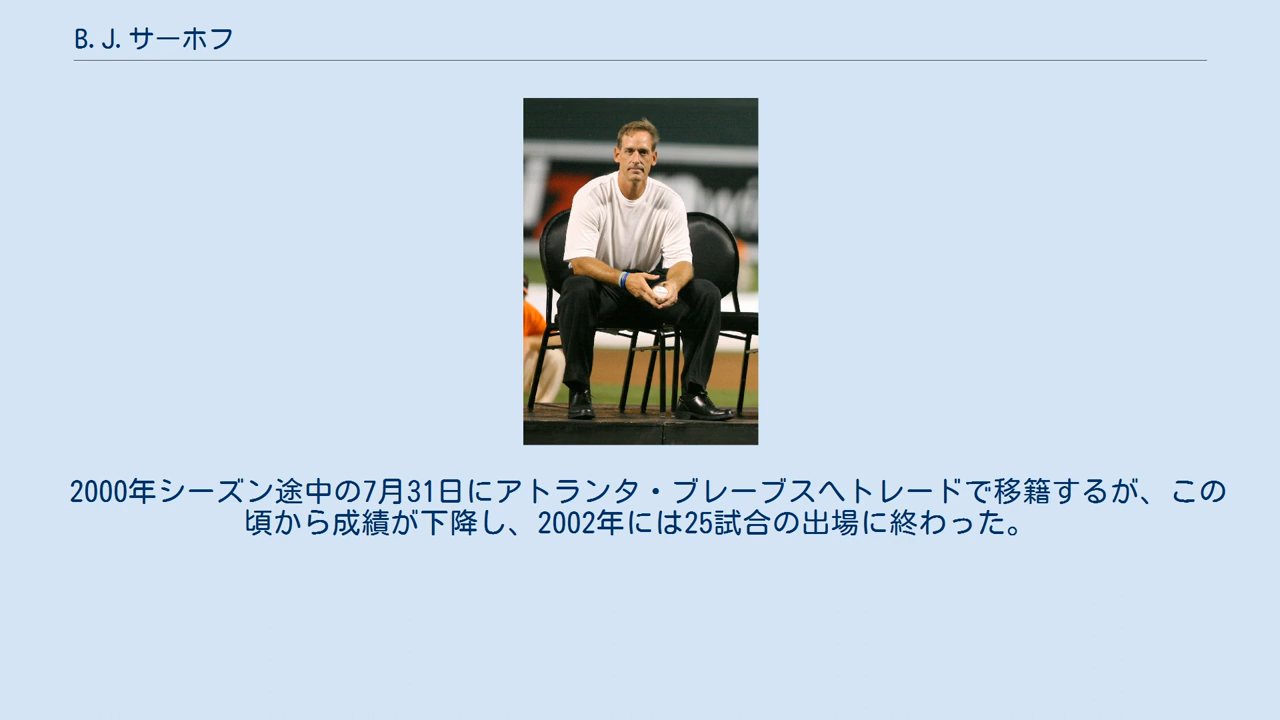 B.J.サーホフ
2000年シーズン途中の7月31日にアトランタ・ブレーブスへトレードで移籍するが、この
頃から成績が下降し、2002年には25試合の出場に終わった。